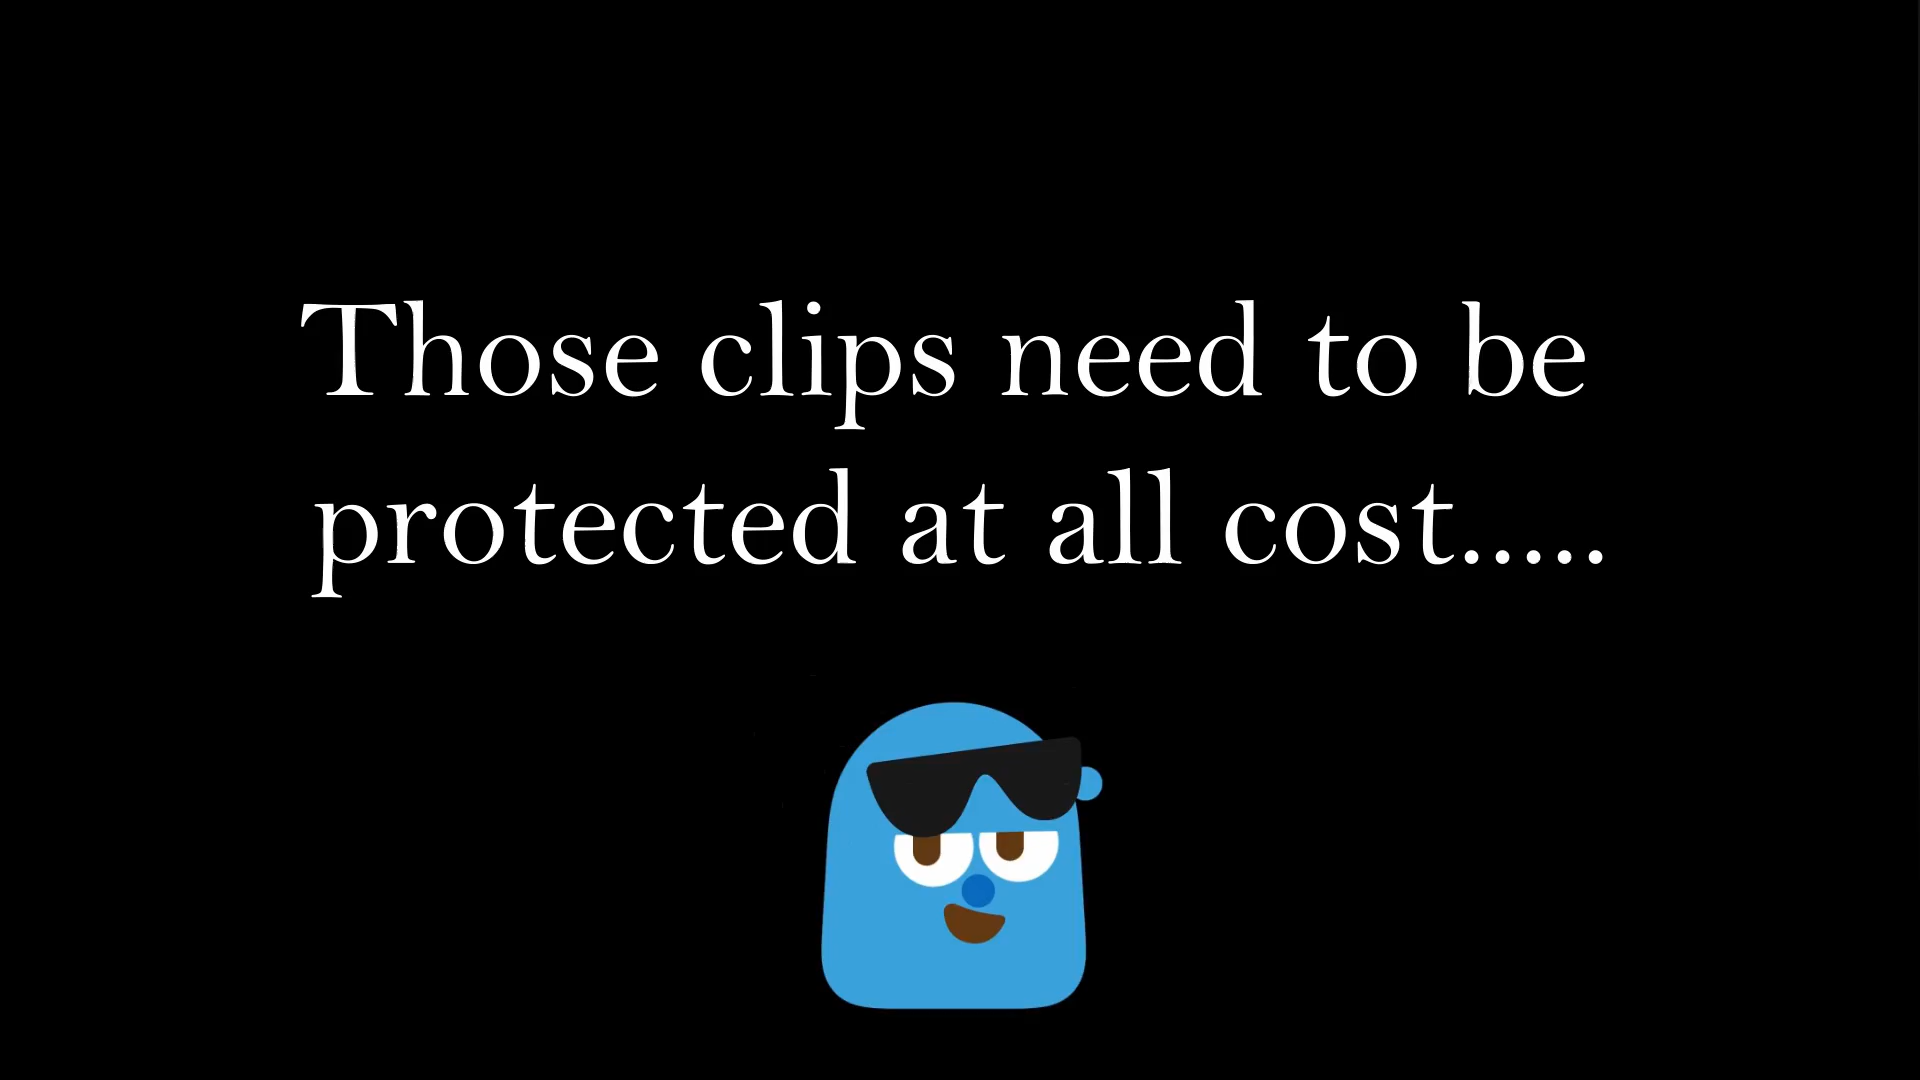 Those clips need to be
protected at all cost.....